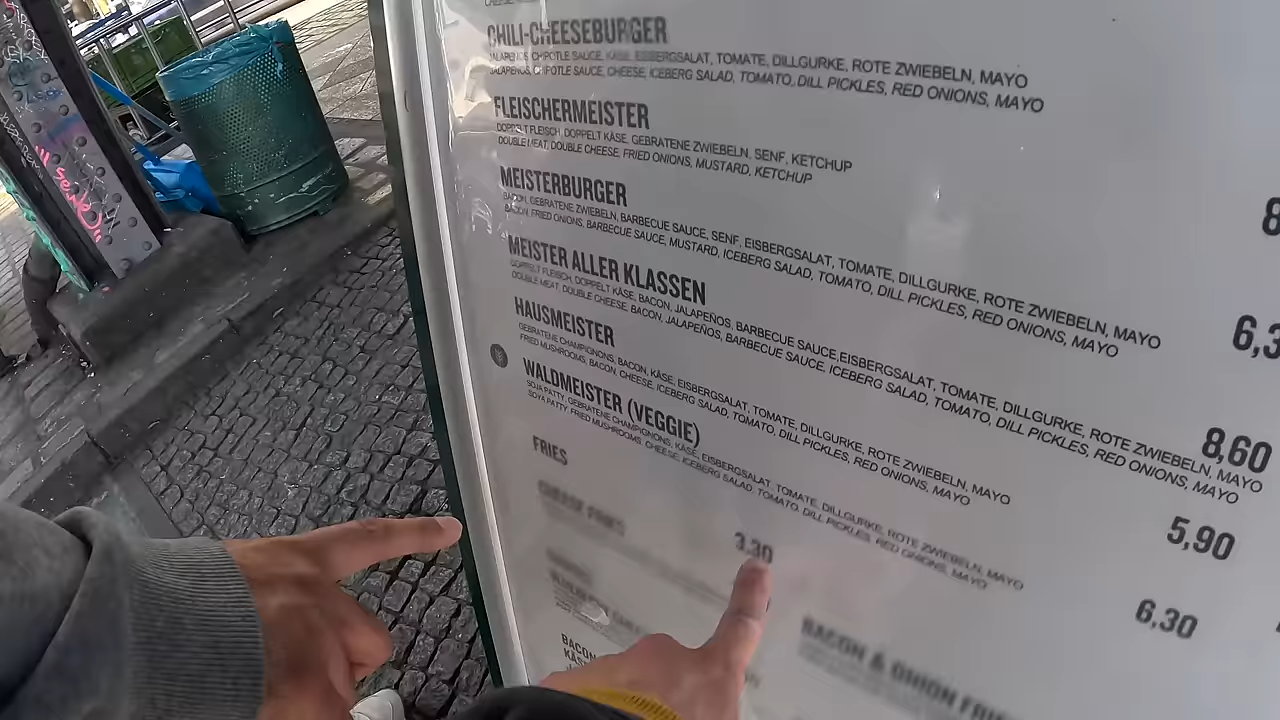 CHILI-CHEESEBURGER
JALAPEÑOS, CHIPOTLE SAUCE, KÄSE, EISBERGSALAT, TOMATE, DILLGURKE, ROTE ZWIEBELN, MAYO
JALAPEÑOS, CHIPOTLE SAUCE, CHEESE, ICEBERG SALAD, TOMATO, DILL PICKLES, RED ONIONS, MAYO
FLEISCHERMEISTER
DOPPELT FLEISCH, DOPPELT KÄSE, GEBRATENE ZWIEBELN, SENF, KETCHUP
DOUBLE MEAT, DOUBLE CHEESE, FRIED ONIONS, MUSTARD, KETCHUP
8
MEISTERBURGER
BACON, GEBRATENE ZWIEBELN, BARBECUE SAUCE, SENF, EISBERGSALAT, TOMATE, DILLGURKE, ROTE ZWIEBELN, MAYO
BACON, FRIED ONIONS, BARBECUE SAUCE, MUSTARD, ICEBERG SALAD, TOMATO, DILL PICKLES, RED ONIONS, MAYO
6,3
MEISTER ALLER KLASSEN
DOPPELT FLEISCH, DOPPELT KÄSE, BACON, JALAPEÑOS, BARBECUE SAUCE,EISBERGSALAT, TOMATE, DILLGURKE, ROTE ZWIEBELN, MAYO
DOUBLE MEAT, DOUBLE CHEESE, BACON, JALAPEÑOS, BARBECUE SAUCE, ICEBERG SALAD, TOMATO, DILL PICKLES, RED ONIONS, MAYO
8,60
HAUSMEISTER
GEBRATENE CHAMPIGNONS, BACON, KÄSE, EISBERGSALAT, TOMATE, DILLGURKE, ROTE ZWIEBELN, MAYO
FRIED MUSHROOMS, BACON, CHEESE, ICEBERG SALAD, TOMATO, DILL PICKLES, RED ONIONS, MAYO
5,90
WALDMEISTER (VEGGIE)
SOJA PATTY, GEBRATENE CHAMPIGNONS, KÄSE, EISBERGSALAT, TOMATE, DILLGURKE, ROTE ZWIEBELN, MAYO
SOYA PATTY, FRIED MUSHROOMS, CHEESE, ICEBERG SALAD, TOMATO, DILL PICKLES, RED ONIONS, MAYO
6,30
FRIES
3,30
CHEESE FRIES
BACON & ONION FRIES
BACON